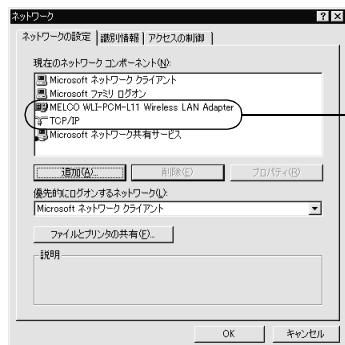 ネットワーク
ネットワークの設定 識別情報 アクセスの制御
現在のネットワーク コンポーネント(N):
Microsoft ネットワーク クライアント
Microsoft ファミリ ログオン
MELCO WLI-PCM-L11 Wireless LAN Adapter
TCP/IP
Microsoft ネットワーク共有サービス
追加(A)... 削除(E) プロパティ(R)
優先的にログオンするネットワーク(L):
Microsoft ネットワーク クライアント
ファイルとプリンタの共有(F)...
説明
OK キャンセル